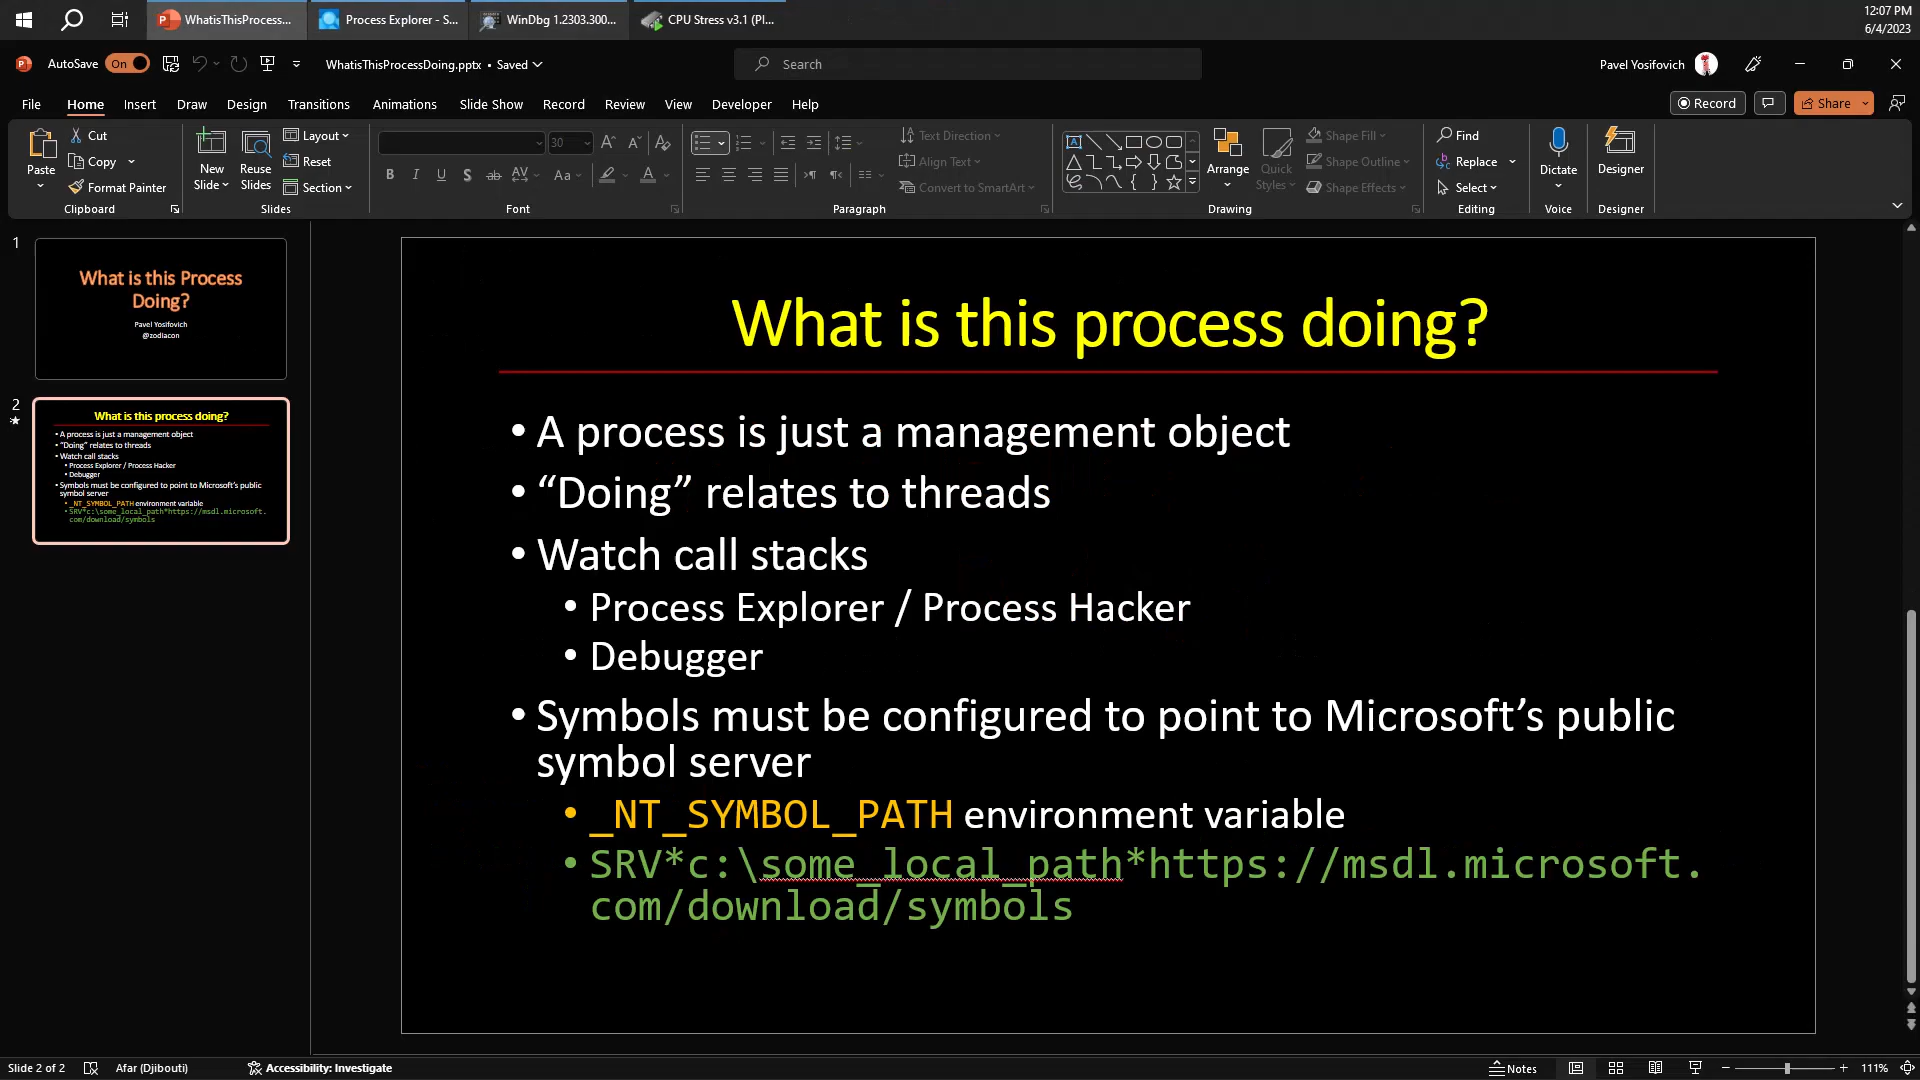 WhatisThisProcess...
Process Explorer - S...
WinDbg 1.2303.300...
CPU Stress v3.1 (Pl...
12:07 PM
6/4/2023
AutoSave On
WhatisThisProcessDoing.pptx • Saved
Search
Pavel Yosifovich
File Home Insert Draw Design Transitions Animations Slide Show Record Review View Developer Help
Record
Share
Paste
Cut
Copy
Format Painter
Clipboard
New Slide
Reuse Slides
Layout
Reset
Section
Slides
30
Font
Paragraph
Text Direction
Align Text
Convert to SmartArt
Arrange
Quick Styles
Shape Fill
Shape Outline
Shape Effects
Drawing
Find
Replace
Select
Editing
Dictate
Voice
Designer
Designer
1
What is this Process
Doing?
Pavel Yosifovich
@zodiacon
2
What is this process doing?
• A process is just a management object
• “Doing” relates to threads
• Watch call stacks
• Process Explorer / Process Hacker
• Debugger
• Symbols must be configured to point to Microsoft's public
symbol server
• _NT_SYMBOL_PATH environment variable
• SRV*c:\some_local_path*https://msdl.microsoft.
com/download/symbols
What is this process doing?
• A process is just a management object
• “Doing” relates to threads
• Watch call stacks
• Process Explorer / Process Hacker
• Debugger
• Symbols must be configured to point to Microsoft’s public
symbol server
• _NT_SYMBOL_PATH environment variable
• SRV*c:\some_local_path*https://msdl.microsoft.
com/download/symbols
Slide 2 of 2
Afar (Djibouti)
Accessibility: Investigate
Notes
111%